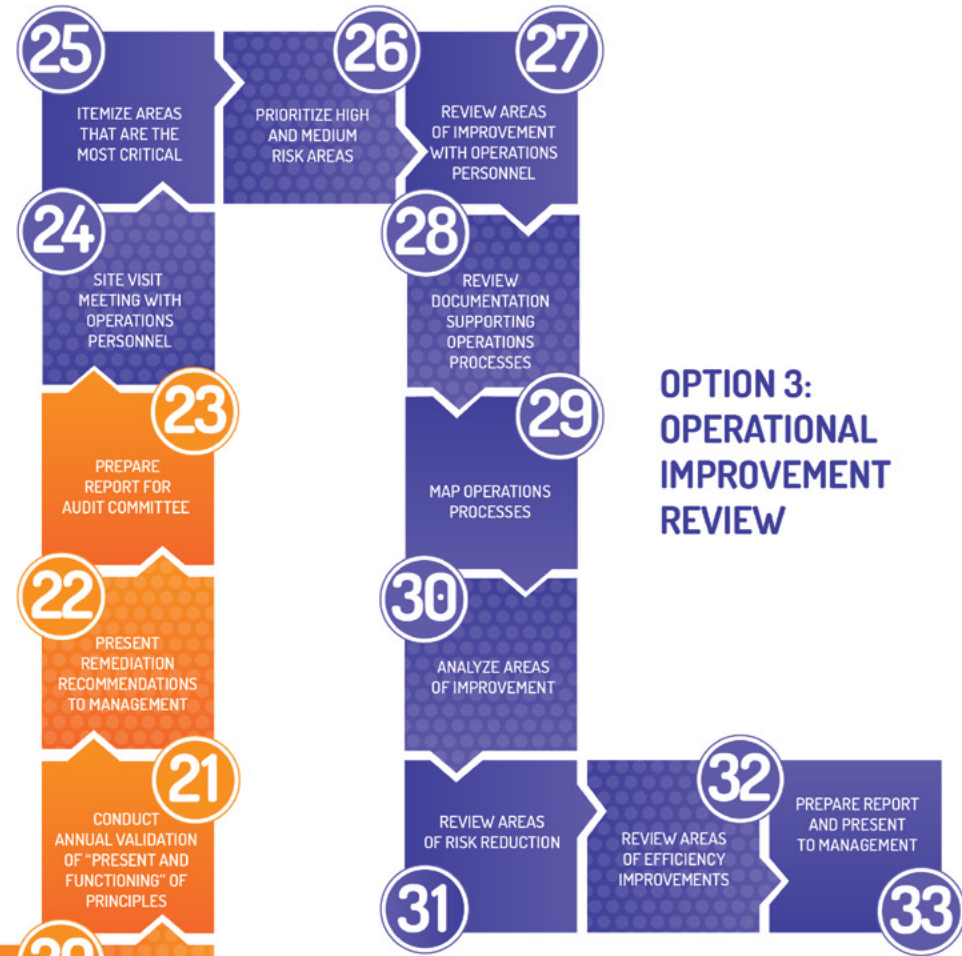 25
ITEMIZE AREAS
THAT ARE THE
MOST CRITICAL
26
PRIORITIZE HIGH
AND MEDIUM
RISK AREAS
27
REVIEW AREAS
OF IMPROVEMENT
WITH OPERATIONS
PERSONNEL
24
SITE VISIT
MEETING WITH
OPERATIONS
PERSONNEL
28
REVIEW
DOCUMENTATION
SUPPORTING
OPERATIONS
PROCESSES
23
PREPARE
REPORT FOR
AUDIT COMMITTEE
29
MAP OPERATIONS
PROCESSES
OPTION 3:
OPERATIONAL
IMPROVEMENT
REVIEW
22
PRESENT
REMEDIATION
RECOMMENDATIONS
TO MANAGEMENT
30
ANALYZE AREAS
OF IMPROVEMENT
21
CONDUCT
ANNUAL VALIDATION
OF "PRESENT AND
FUNCTIONING" OF
PRINCIPLES
REVIEW AREAS
OF RISK REDUCTION
31
32
REVIEW AREAS
OF EFFICIENCY
IMPROVEMENTS
PREPARE REPORT
AND PRESENT
TO MANAGEMENT
33